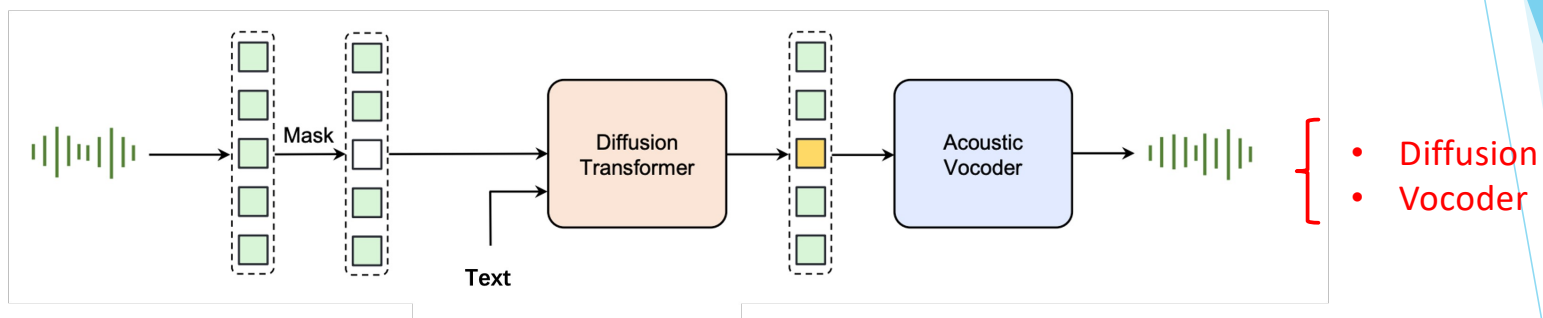 Mask
Diffusion
Transformer
Text
Acoustic
Vocoder
• Diffusion
• Vocoder